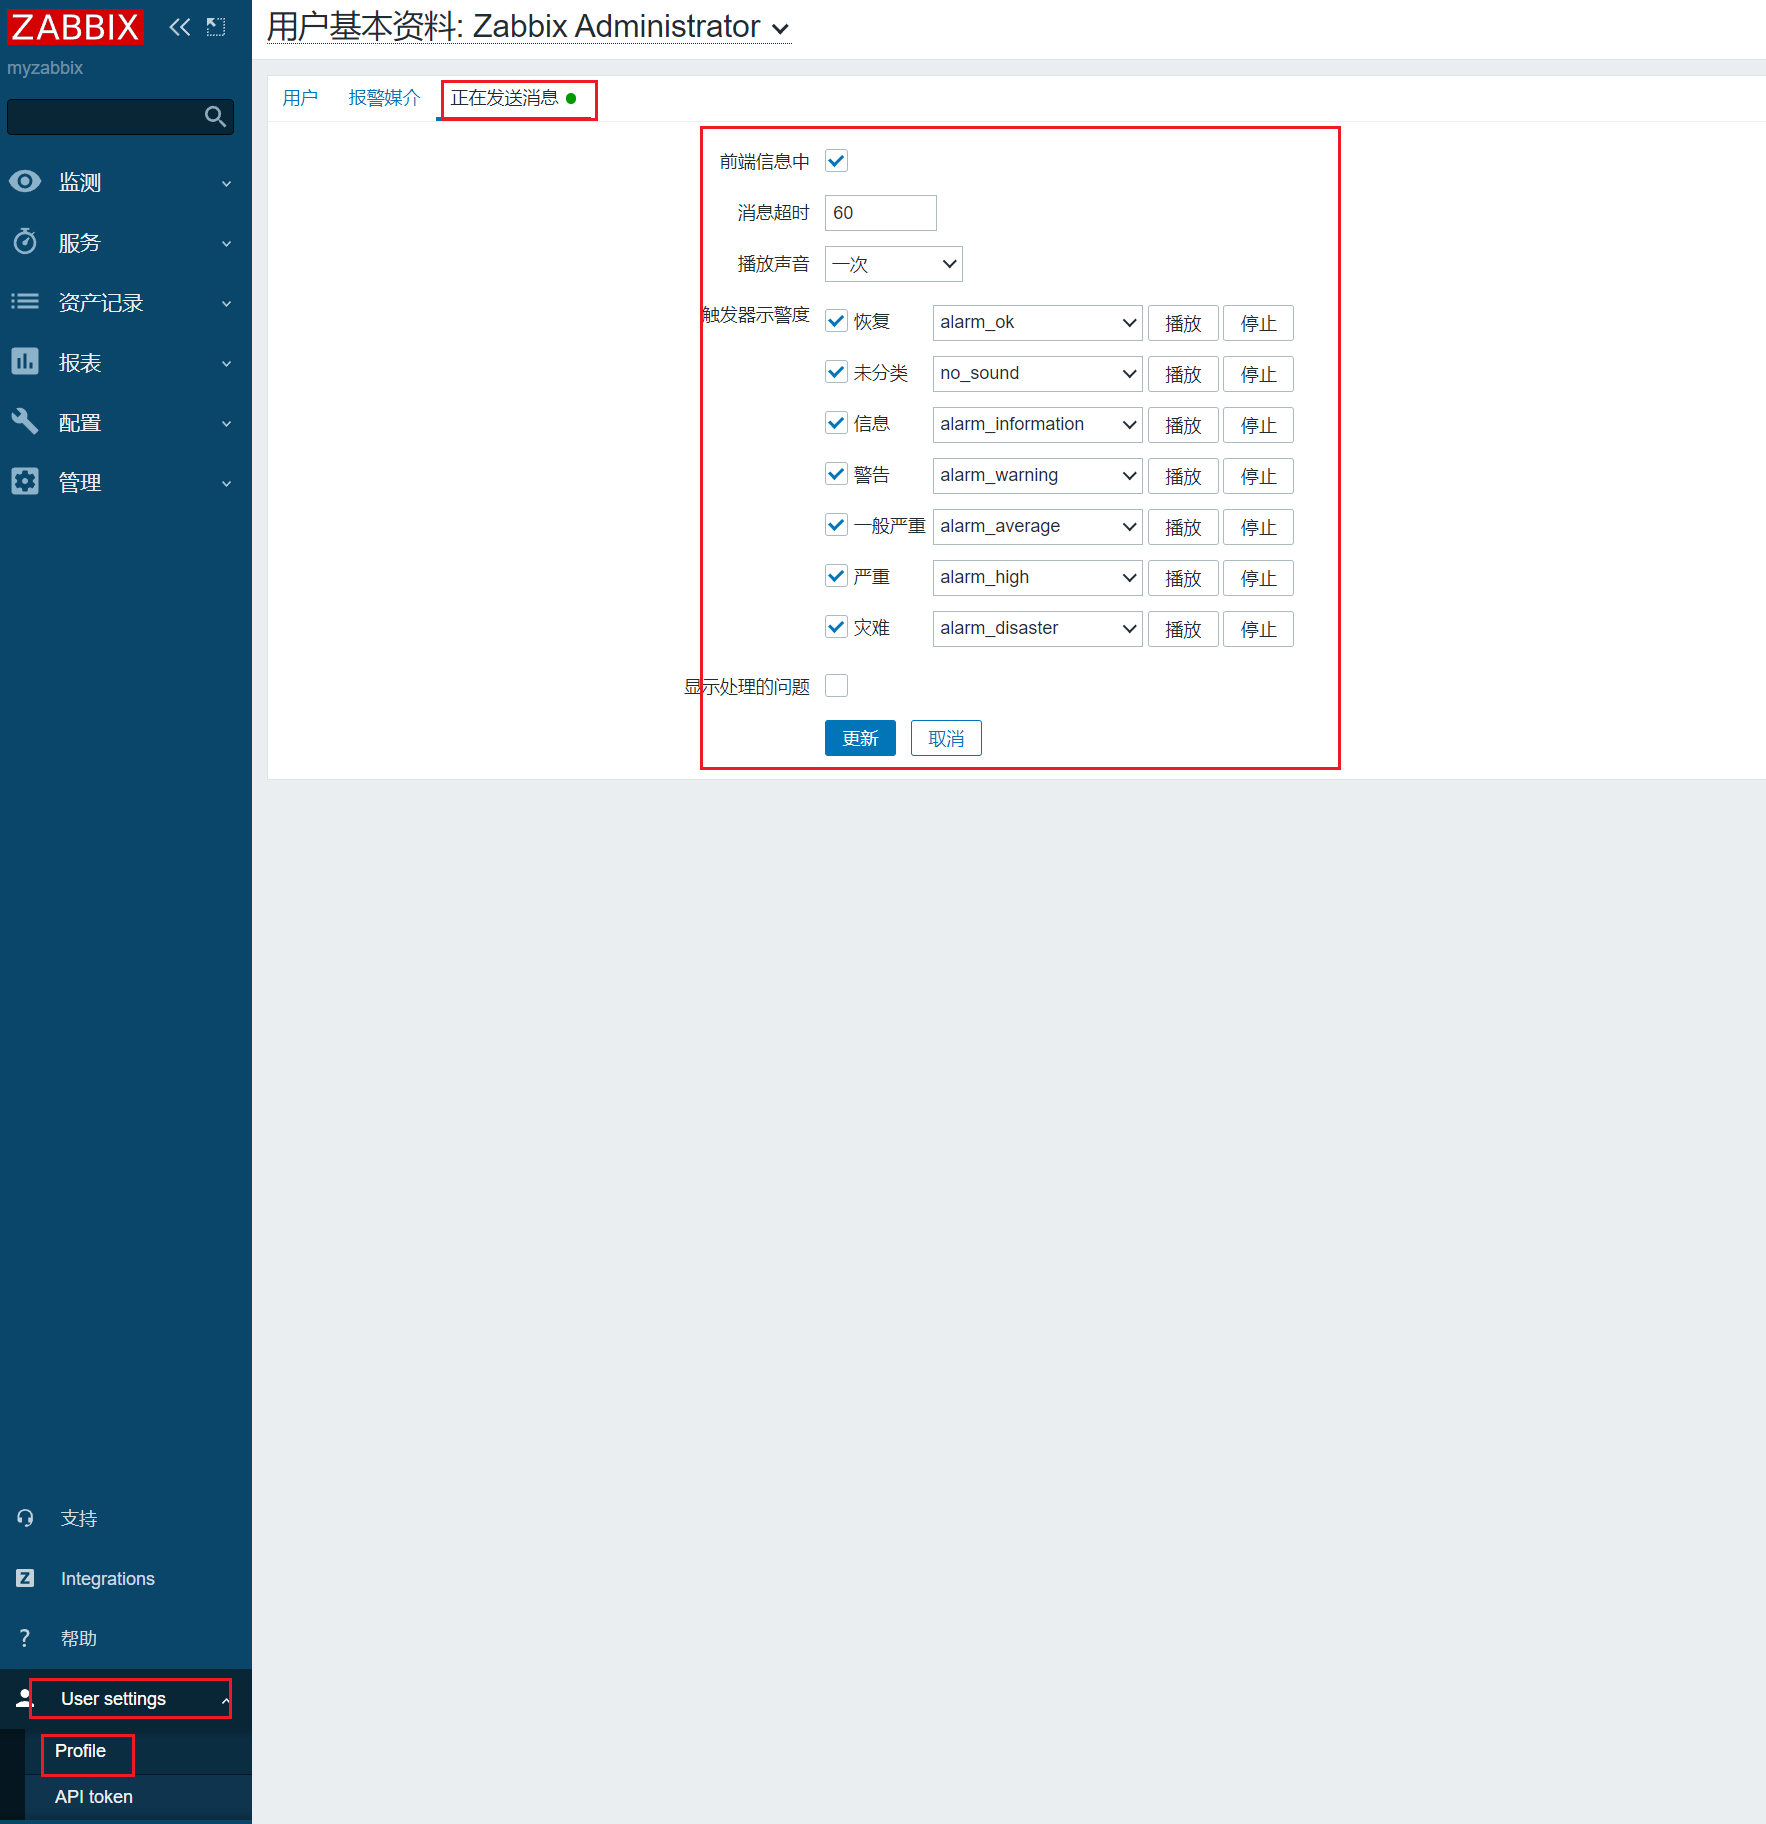 ZABBIX
myzabbix
监测
服务
资产记录
报表
配置
管理
支持
Integrations
帮助
User settings
Profile
API token
用户基本资料: Zabbix Administrator
用户 报警媒介 正在发送消息
前端信息中
消息超时 60
播放声音 一次
触发器示警度 恢复 alarm_ok 播放 停止
未分类 no_sound 播放 停止
信息 alarm_information 播放 停止
警告 alarm_warning 播放 停止
一般严重 alarm_average 播放 停止
严重 alarm_high 播放 停止
灾难 alarm_disaster 播放 停止
显示处理的问题
更新 取消